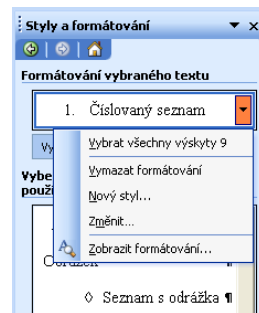 Styly a formátování
Formátování vybraného textu
1. Číslovaný seznam
Vybrat všechny výskyty 9
Vymazat formátování
Nový styl...
Změnit...
Zobrazit formátování...
◊ Seznam s odrážka ¶